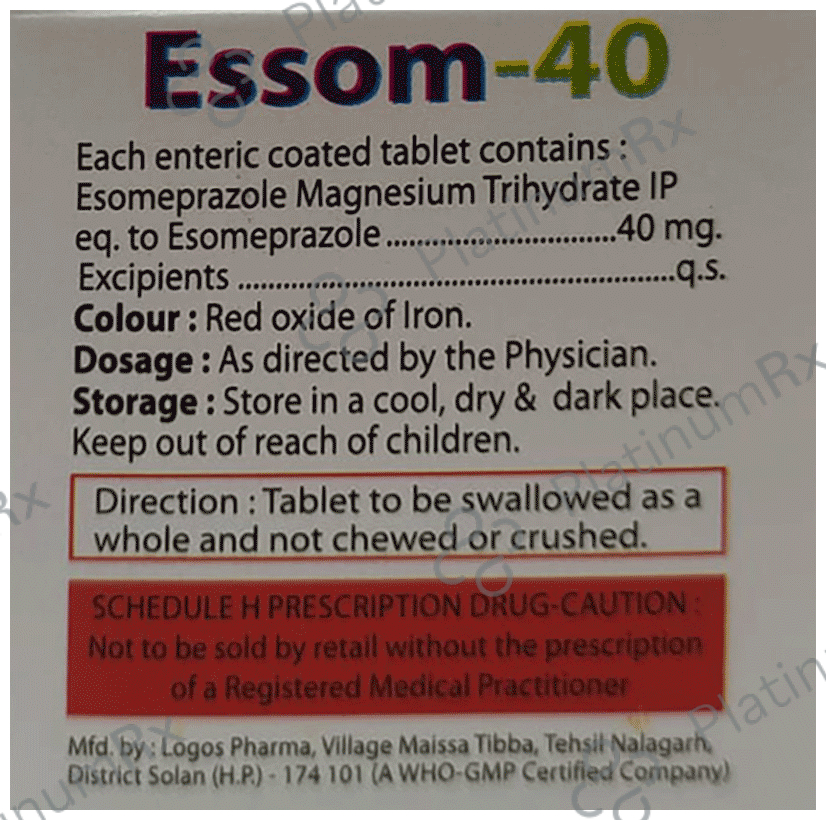 Essom-40
Each enteric coated tablet contains :
Esomeprazole Magnesium Trihydrate IP
eq. to Esomeprazole..............................40 mg.
Excipients ........................................................q.s.
Colour : Red oxide of Iron.
Dosage : As directed by the Physician.
Storage : Store in a cool, dry & dark place.
Keep out of reach of children.
Direction : Tablet to be swallowed as a
whole and not chewed or crushed.
SCHEDULE H PRESCRIPTION DRUG-CAUTION :
Not to be sold by retail without the prescription
of a Registered Medical Practitioner
Mfd. by : Logos Pharma, Village Maissa Tibba, Tehsil Nalagarh,
District Solan (H.P.) - 174 101 (A WHO-GMP Certified Company)
PlatinumRx
PlatinumRx